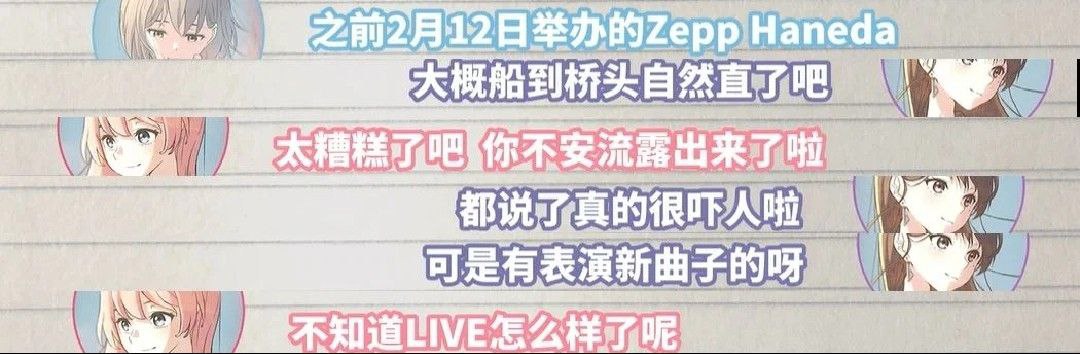 之前2月12日举办的Zepp Haneda
大概船到桥头自然直了吧
太糟糕了吧 你不安流露出来了啦
都说了真的很吓人啦
可是有表演新曲子的呀
不知道LIVE怎么样了呢